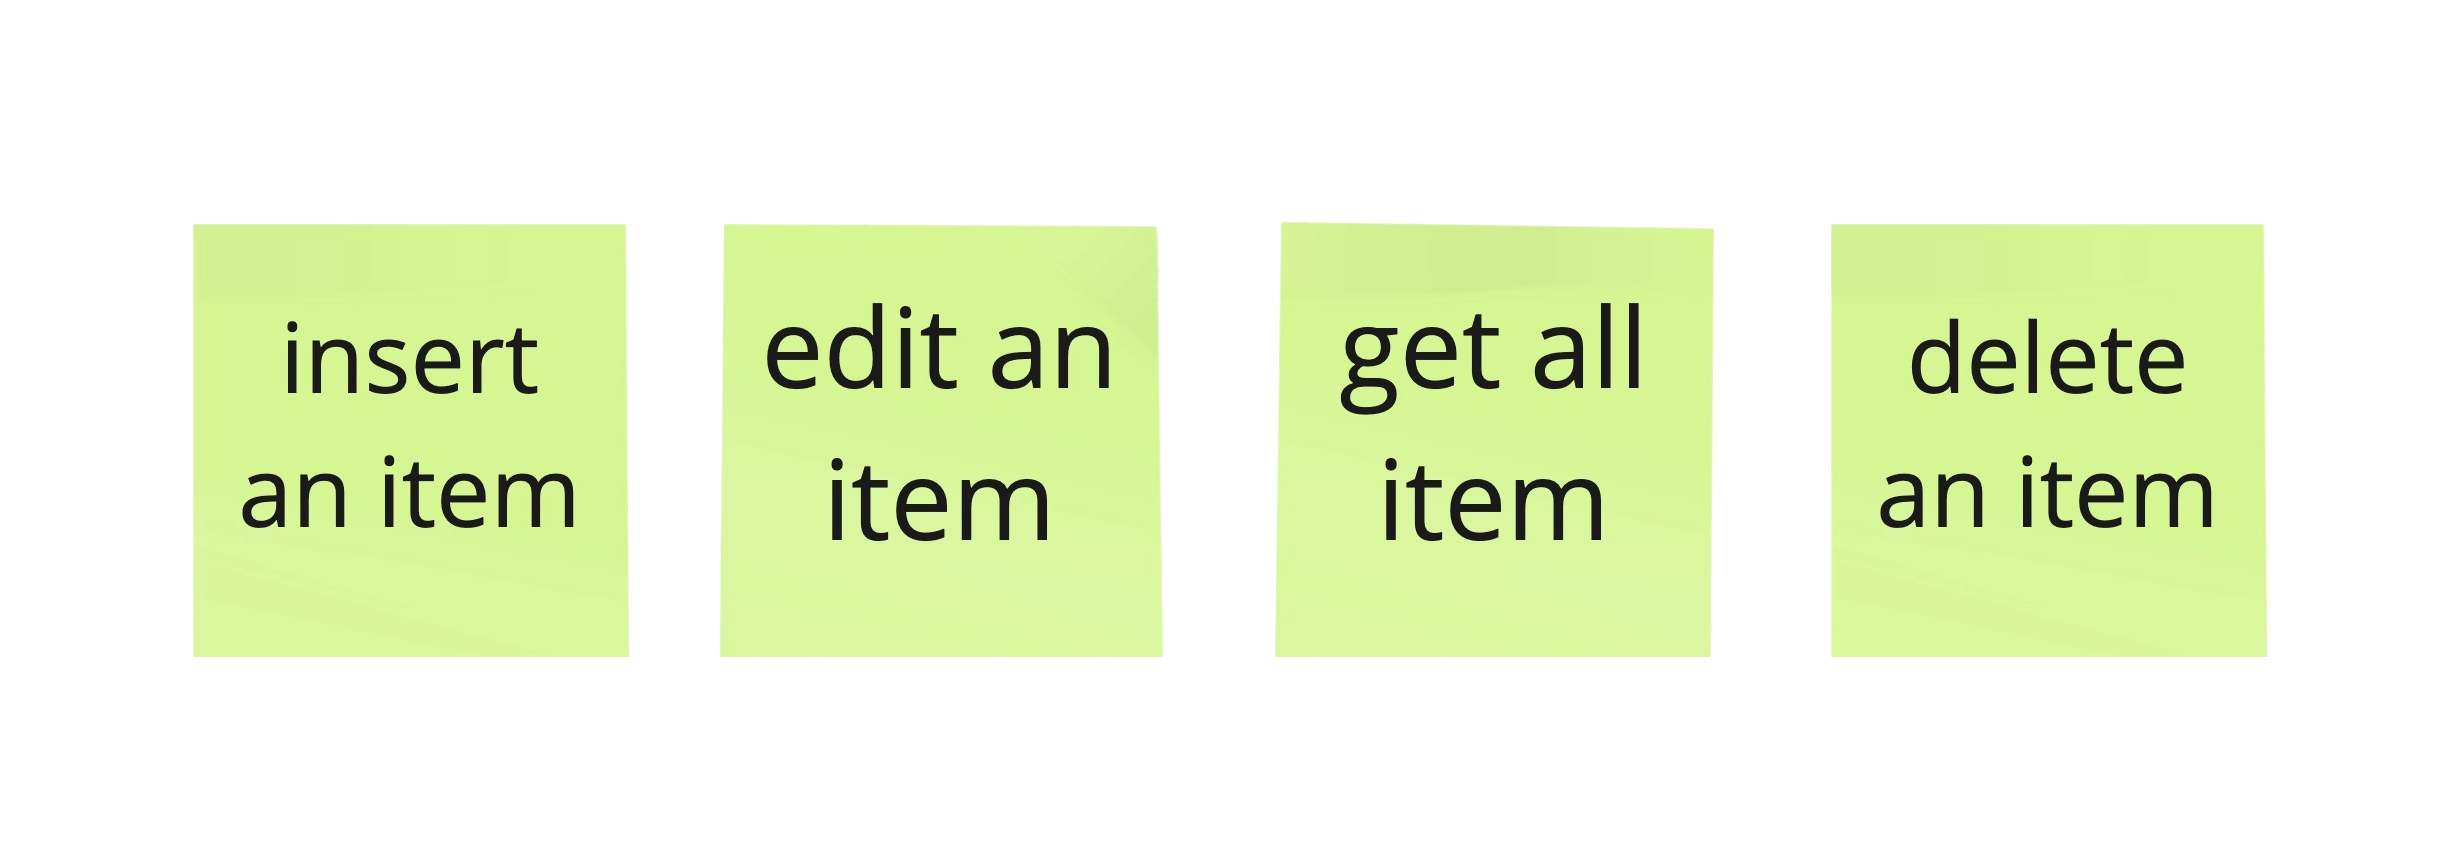 insert
an item
edit an
item
get all
item
delete
an item